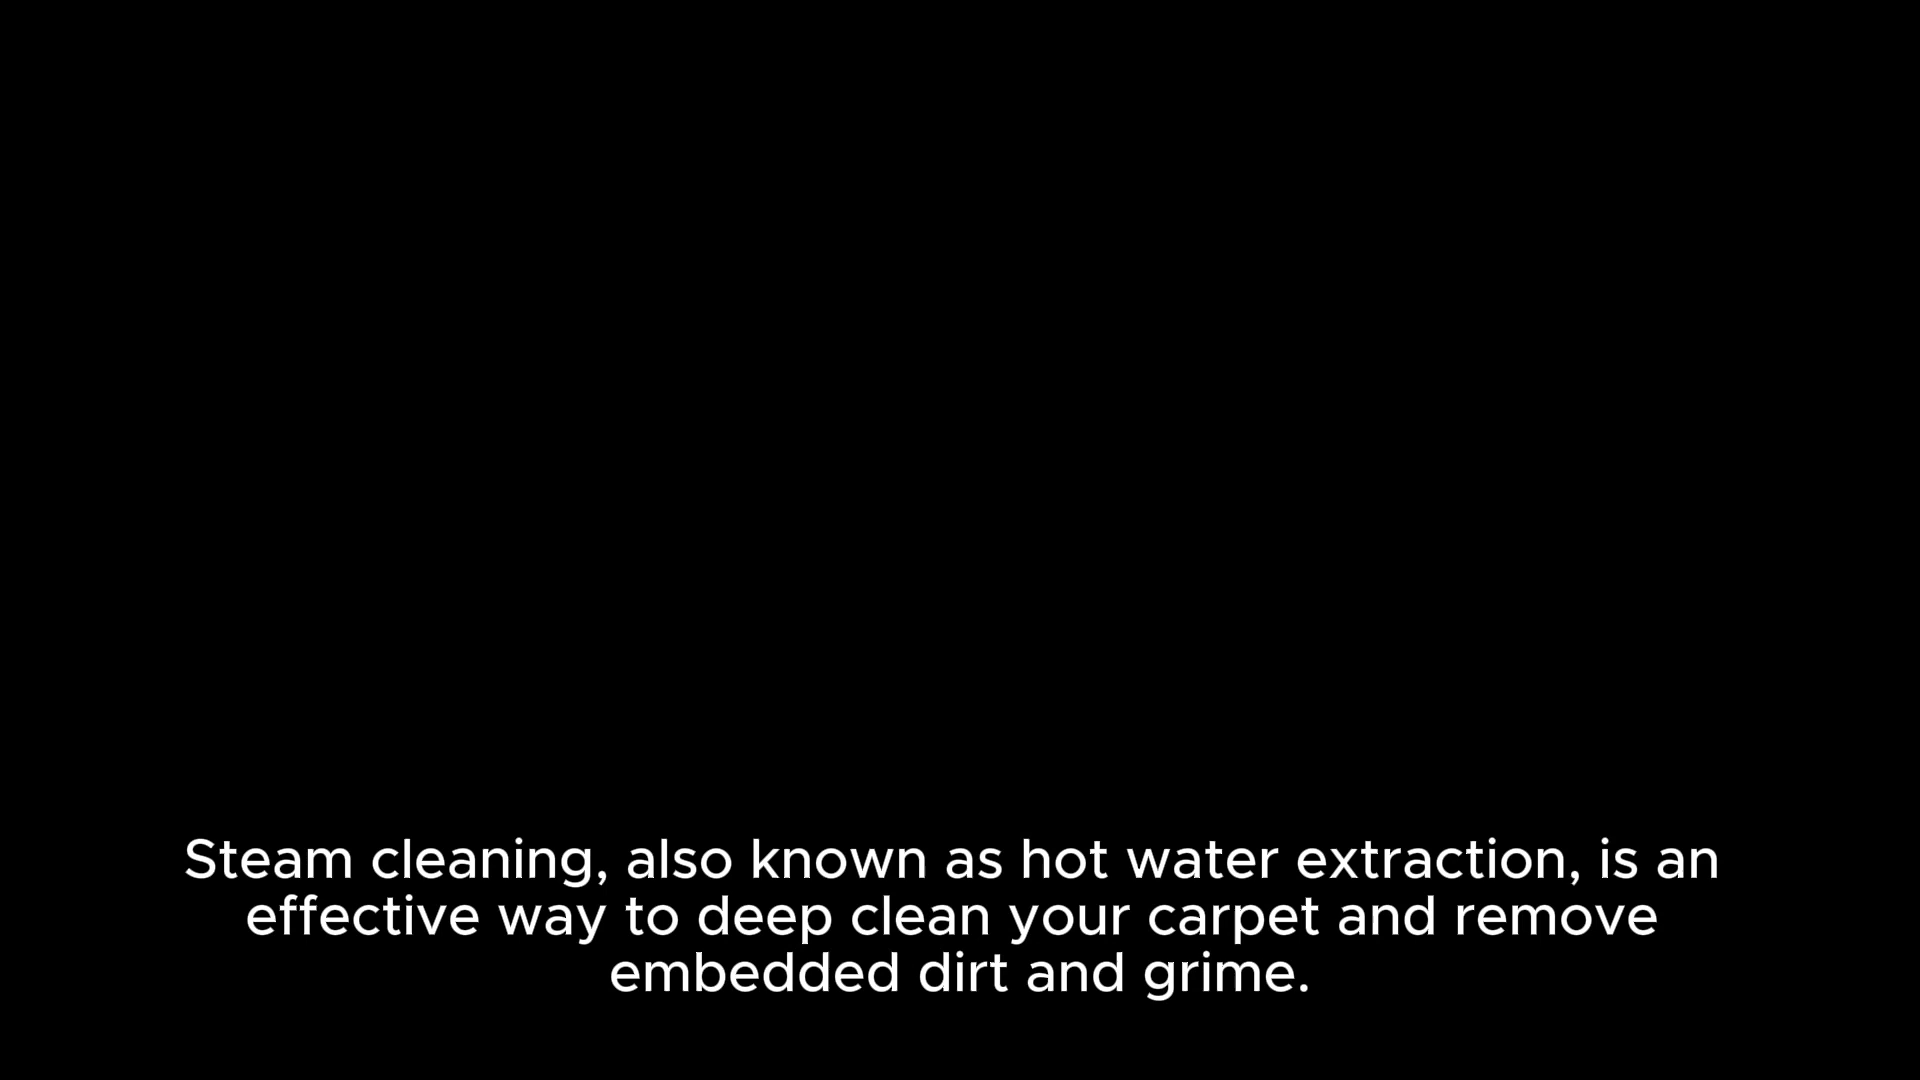 Steam cleaning, also known as hot water extraction, is an
effective way to deep clean your carpet and remove
embedded dirt and grime.